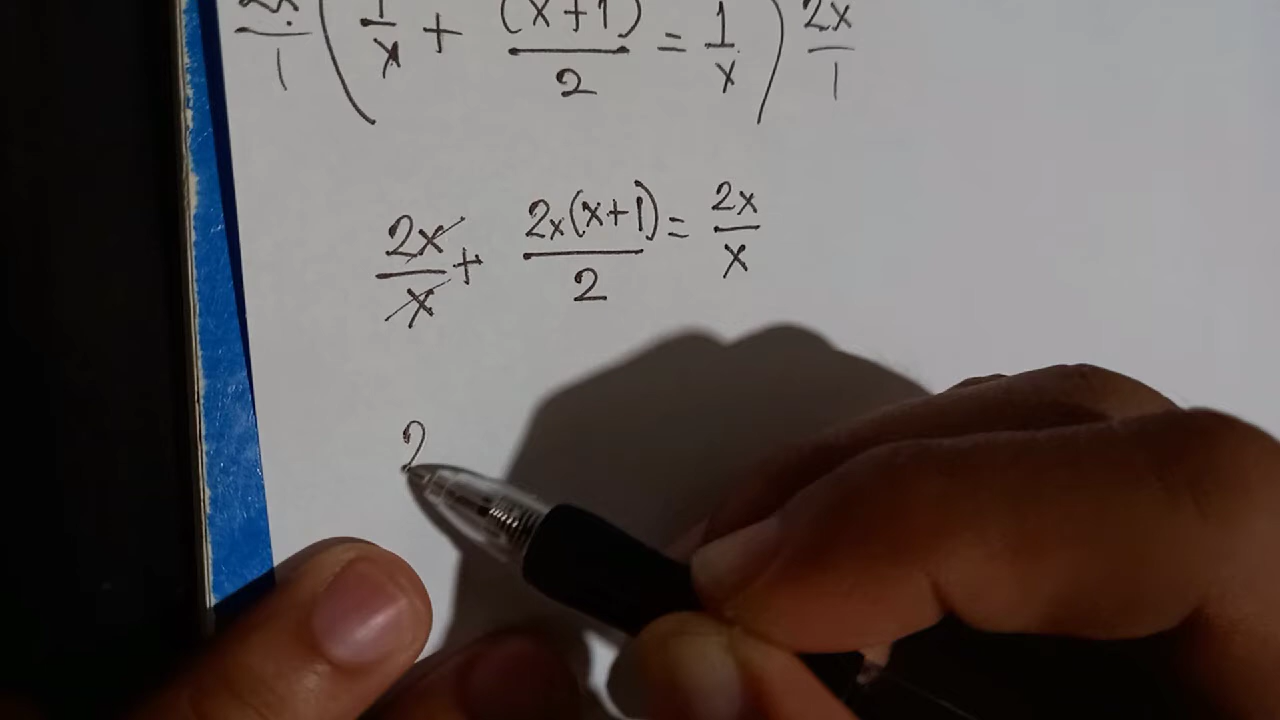 2x/1 ( 1/x + (x+1)/2 = 1/x ) 2x/1
2x/x + 2x(x+1)/2 = 2x/x
2